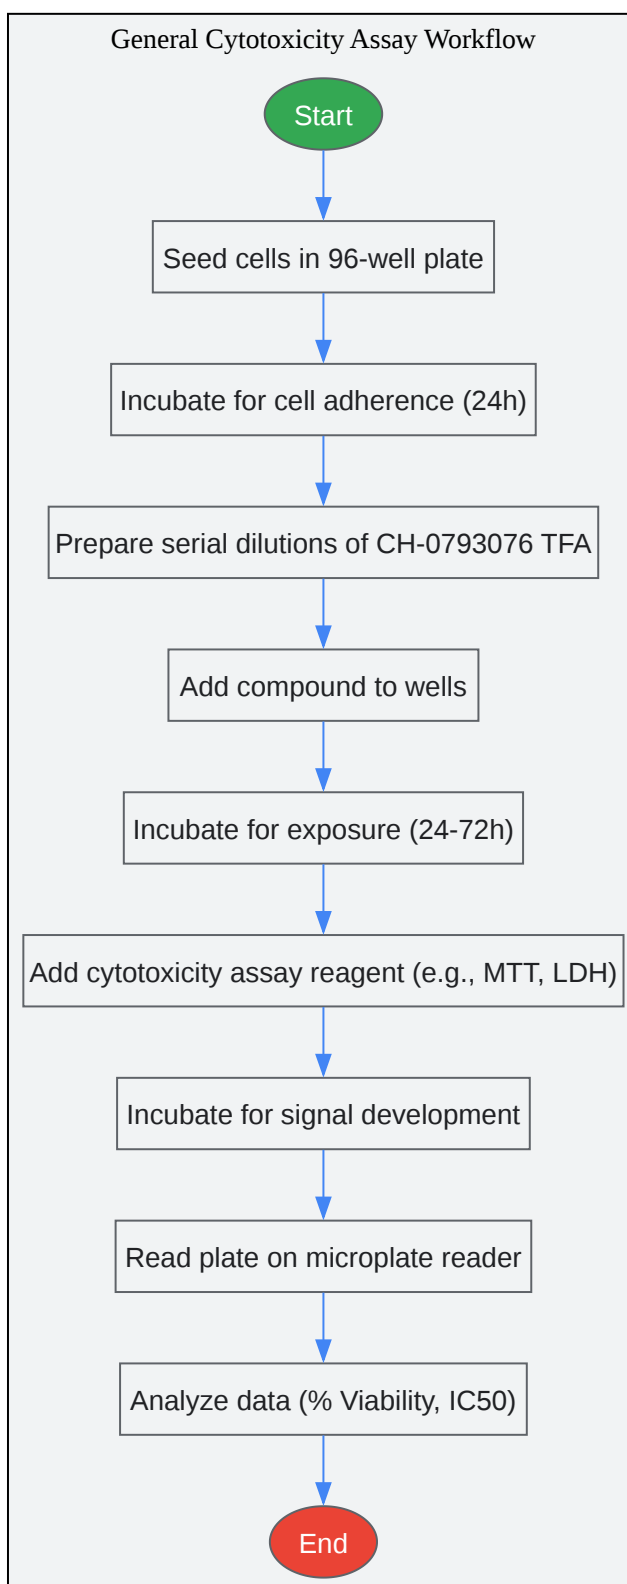 General Cytotoxicity Assay Workflow
Start
Seed cells in 96-well plate
Incubate for cell adherence (24h)
Prepare serial dilutions of CH-0793076 TFA
Add compound to wells
Incubate for exposure (24-72h)
Add cytotoxicity assay reagent (e.g., MTT, LDH)
Incubate for signal development
Read plate on microplate reader
Analyze data (% Viability, IC50)
End